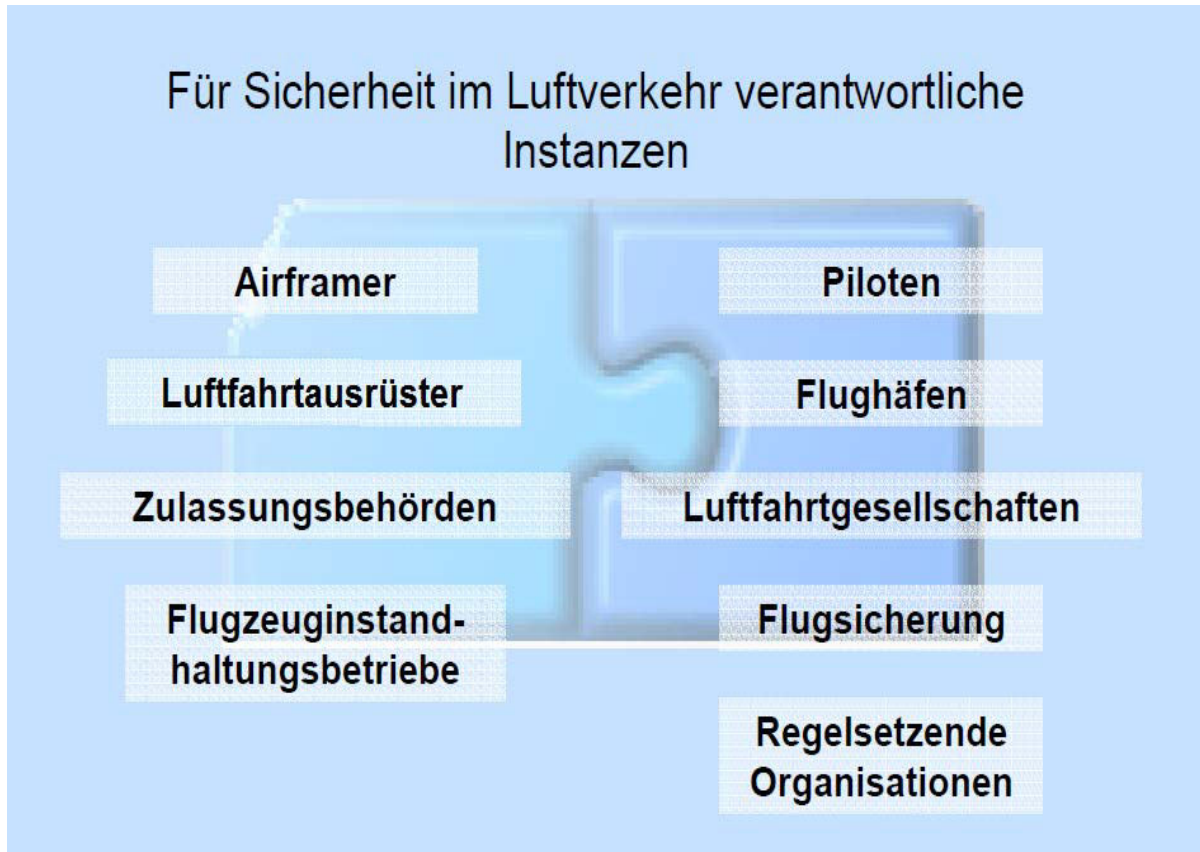 Für Sicherheit im Luftverkehr verantwortliche
Instanzen
Airframer
Luftfahrtausrüster
Zulassungsbehörden
Flugzeuginstand-
haltungsbetriebe
Piloten
Flughäfen
Luftfahrtgesellschaften
Flugsicherung
Regelsetzende
Organisationen